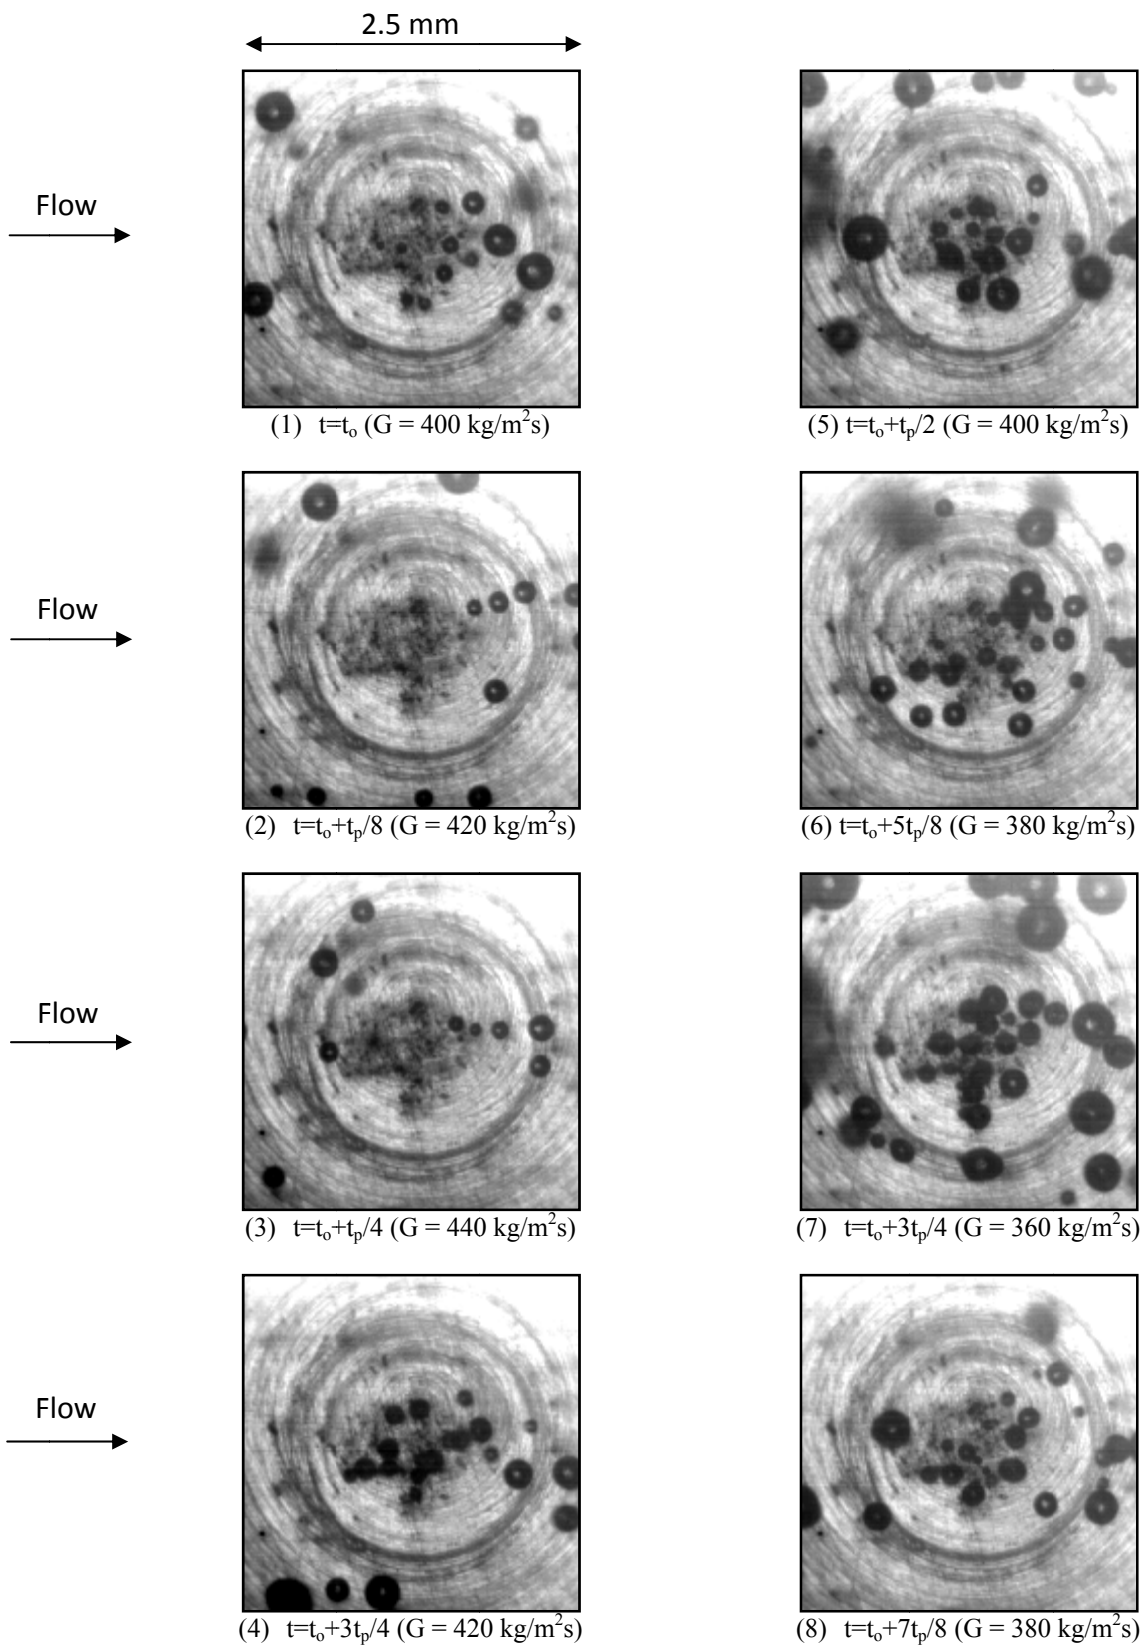 2.5 mm
Flow
(1) t=to (G = 400 kg/m²s)
(5) t=to+tp/2 (G = 400 kg/m²s)
Flow
(2) t=to+tp/8 (G = 420 kg/m²s)
(6) t=to+5tp/8 (G = 380 kg/m²s)
Flow
(3) t=to+tp/4 (G = 440 kg/m²s)
(7) t=to+3tp/4 (G = 360 kg/m²s)
Flow
(4) t=to+3tp/4 (G = 420 kg/m²s)
(8) t=to+7tp/8 (G = 380 kg/m²s)